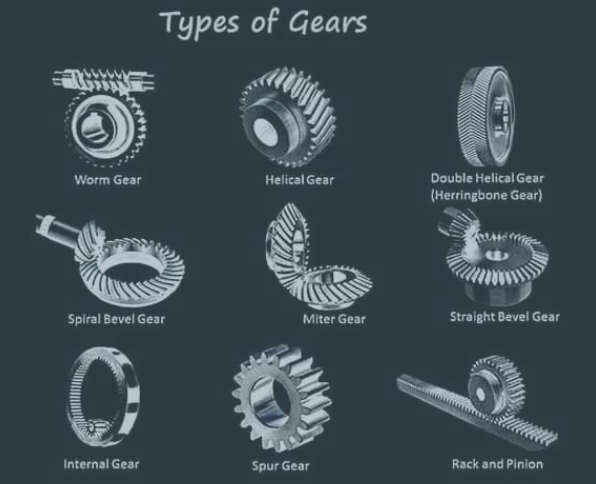 Types of Gears
Worm Gear
Helical Gear
Double Helical Gear
(Herringbone Gear)
Spiral Bevel Gear
Miter Gear
Straight Bevel Gear
Internal Gear
Spur Gear
Rack and Pinion